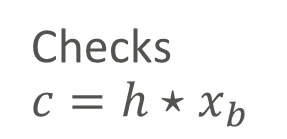 Checks
c = h ⋆ x_b